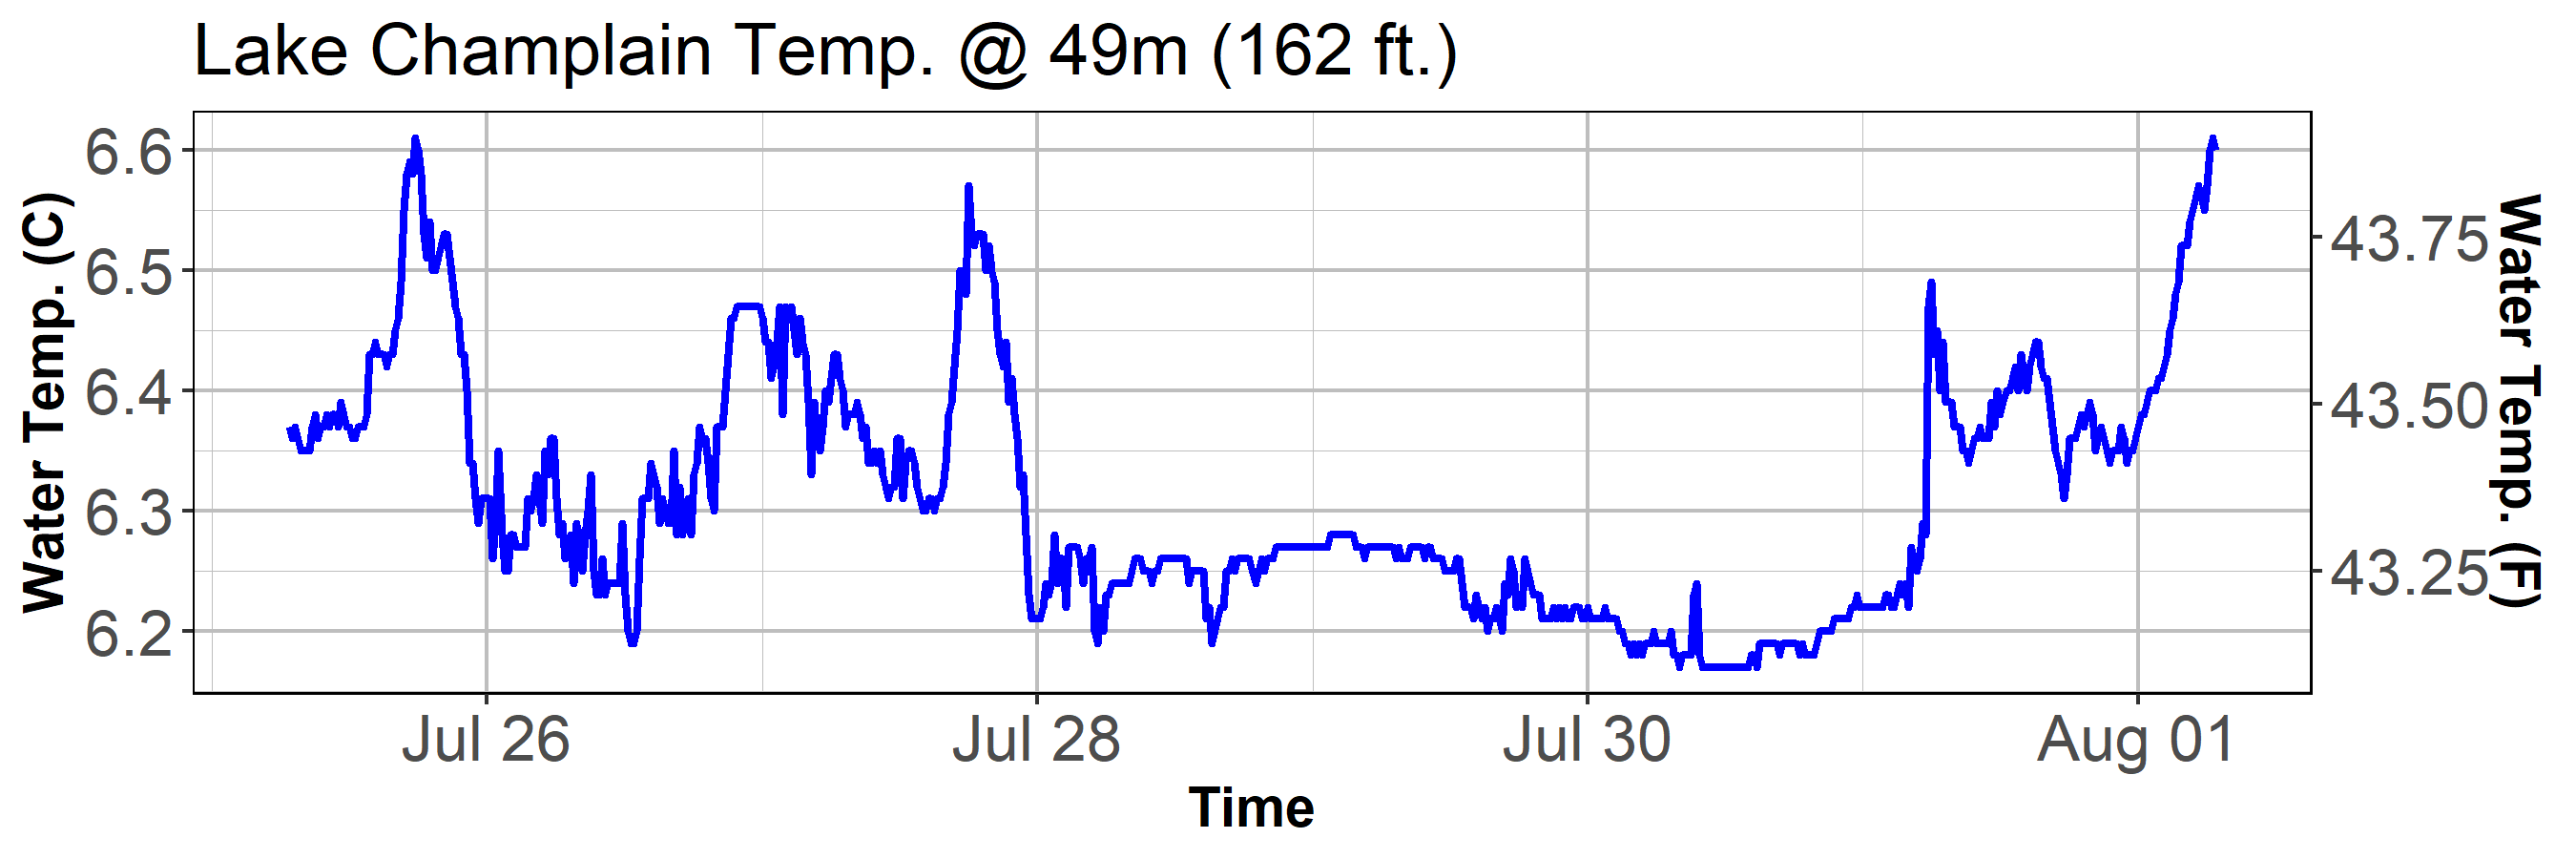 Lake Champlain Temp. @ 49m (162 ft.)
Water Temp. (C)
6.6
6.5
6.4
6.3
6.2
43.75
43.50
43.25
Water Temp. (F)
Jul 26
Jul 28
Jul 30
Aug 01
Time